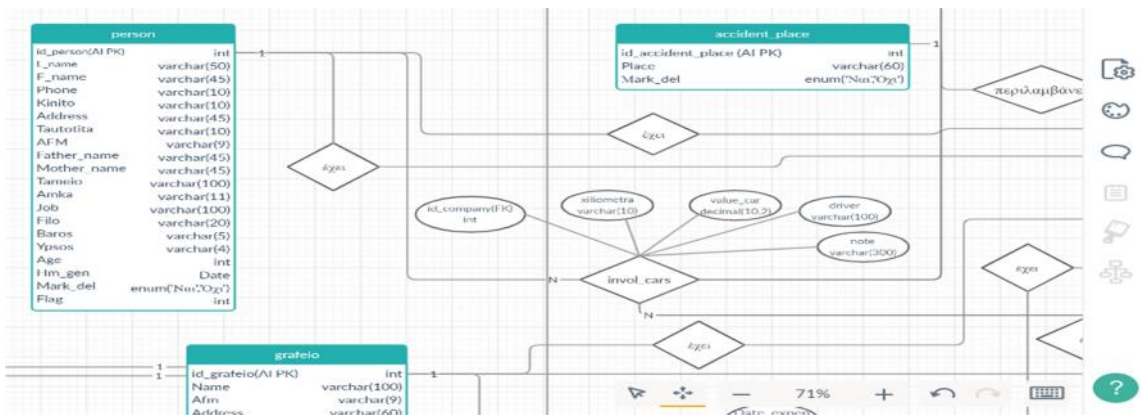 person
id_person(AI PK) int
L_name varchar(50)
F_name varchar(45)
Phone varchar(10)
Kinito varchar(10)
Address varchar(45)
Tautotita varchar(10)
AFM varchar(9)
Father_name varchar(45)
Mother_name varchar(45)
Tameio varchar(100)
Amka varchar(11)
Job varchar(100)
Filo varchar(20)
Baros varchar(5)
Ypsos varchar(4)
Age int
Hm_gen Date
Mark_del enum('Ναι','Όχι')
Flag int
1
accident_place
id_accident_place (AI PK) int
Place varchar(60)
Mark_del enum('Ναι','Όχι')
1
περιλαμβάνε
έχει
έχει
id_company(FK)
int
xiliometra
varchar(10)
value_car
decimal(10,2)
driver
varchar(100)
note
varchar(300)
N
invol_cars
N
έχει
έχει
grafeio
1
1
id_grafeio(AI PK) int
Name varchar(100)
Afm varchar(9)
Address varchar(60)
1
71%
Date_expen
?